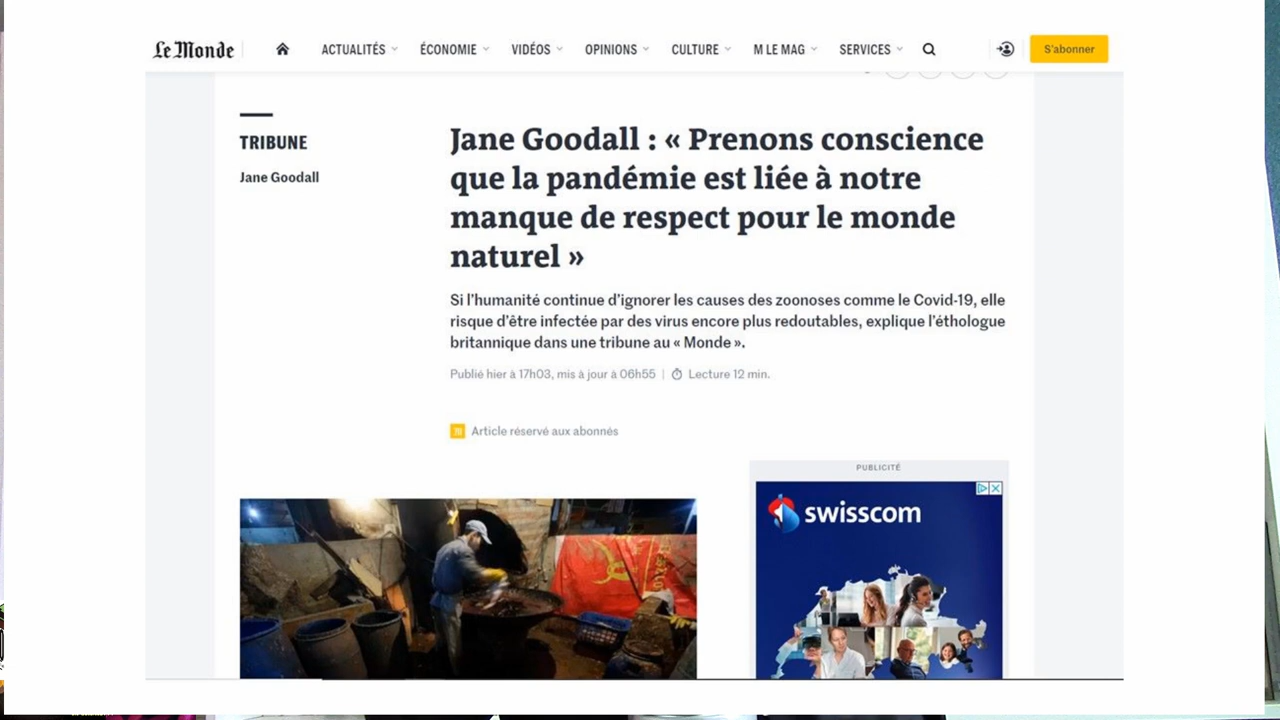 Le Monde
ACTUALITÉS
ÉCONOMIE
VIDÉOS
OPINIONS
CULTURE
M LE MAG
SERVICES
S'abonner
TRIBUNE
Jane Goodall
Jane Goodall : « Prenons conscience
que la pandémie est liée à notre
manque de respect pour le monde
naturel »
Si l'humanité continue d'ignorer les causes des zoonoses comme le Covid-19, elle
risque d'être infectée par des virus encore plus redoutables, explique l'éthologue
britannique dans une tribune au « Monde ».
Publié hier à 17h03, mis à jour à 06h55 | Lecture 12 min.
Article réservé aux abonnés
PUBLICITÉ
swisscom